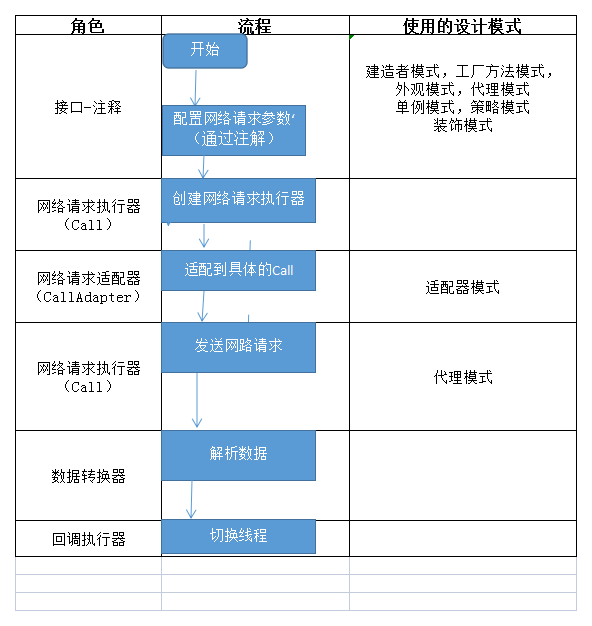 角色
流程
使用的设计模式
接口-注释
开始
配置网络请求参数‘
（通过注解）
建造者模式，工厂方法模式，
外观模式，代理模式
单例模式，策略模式
装饰模式
网络请求执行器
（Call）
创建网络请求执行器
网络请求适配器
（CallAdapter）
适配到具体的Call
适配器模式
网络请求执行器
（Call）
发送网路请求
代理模式
数据转换器
解析数据
回调执行器
切换线程